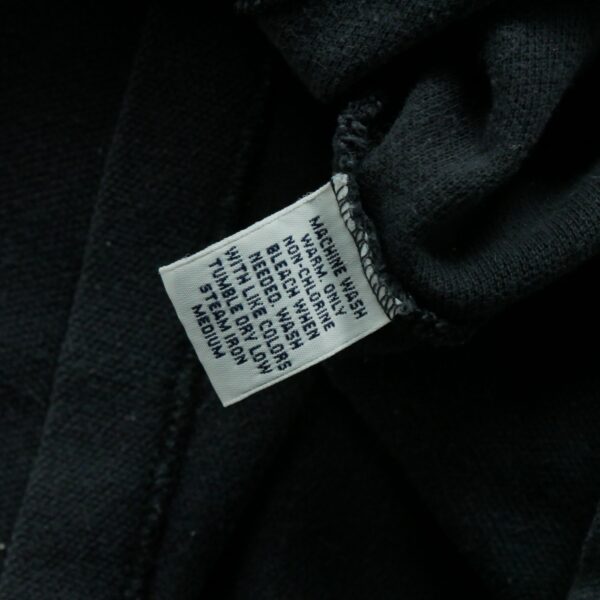 MACHINE WASH
WARM. ONLY
NON-CHLORINE
BLEACH WHEN
NEEDED. WASH
WITH LIKE COLORS
TUMBLE DRY LOW
STEAM IRON
MEDIUM